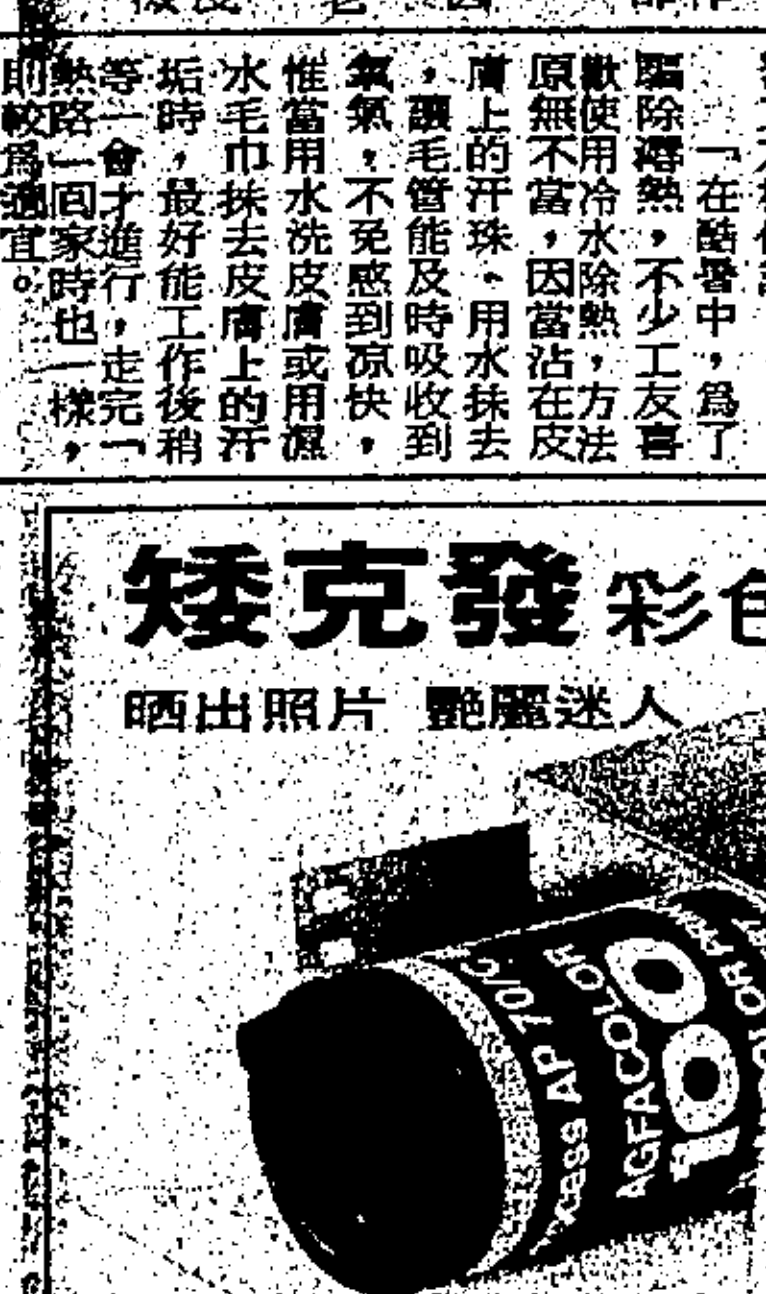 「在酷暑中，爲了
驅除潛熱，不少工友喜
歡使用冷水除熱，方法
原無不當，因當沾在皮
膚上的汗珠，用水抹去
，讓毛管能及時吸收到
氧氣，不免感到凉快，
惟當用水洗皮膚或用濕
水毛巾抹去皮膚上的汗
垢時，最好能工作後稍
等一會才進行，走完一
熱路一回家時也一樣，
則較爲適宜。
矮克發彩色
晒出照片 艷麗迷人
AP 70/C
AGFACOLOR
100